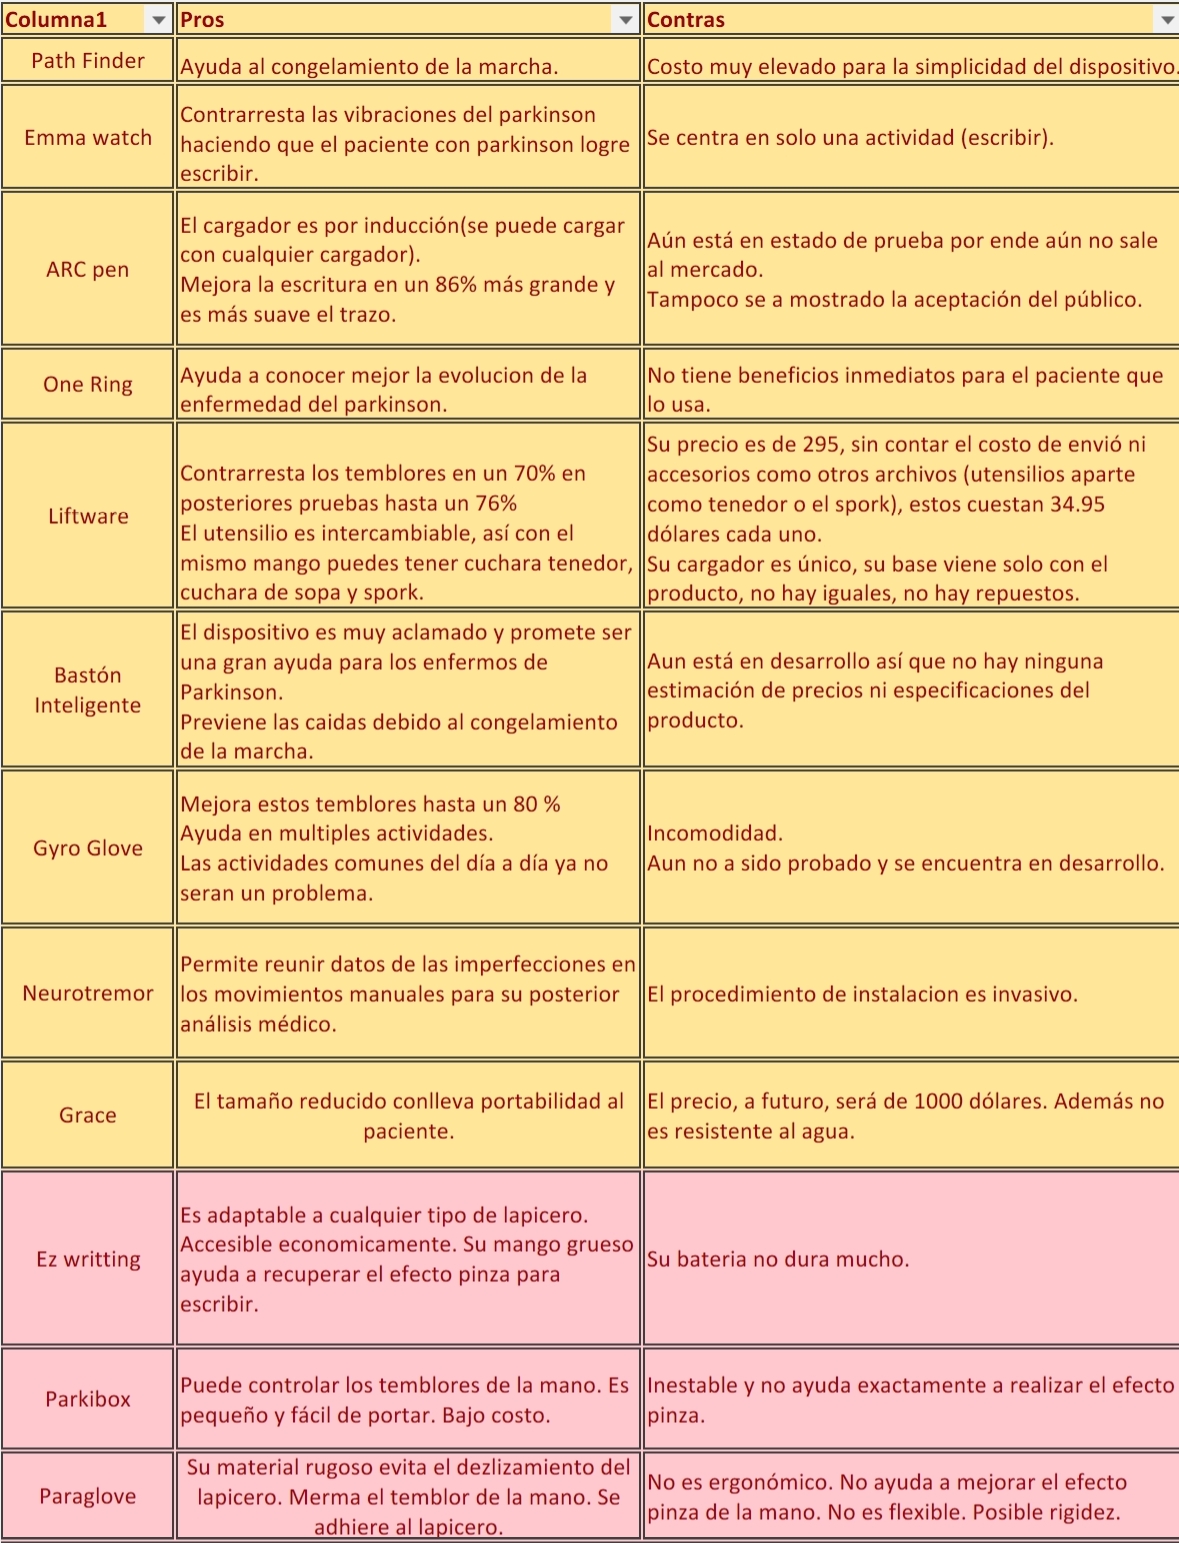 Columna1 Pros Contras
Path Finder
Ayuda al congelamiento de la marcha.
Costo muy elevado para la simplicidad del dispositivo.
Emma watch
Contrarresta las vibraciones del parkinson
haciendo que el paciente con parkinson logre
escribir.
Se centra en solo una actividad (escribir).
ARC pen
El cargador es por inducción(se puede cargar
con cualquier cargador).
Mejora la escritura en un 86% más grande y
es más suave el trazo.
Aún está en estado de prueba por ende aún no sale
al mercado.
Tampoco se a mostrado la aceptación del público.
One Ring
Ayuda a conocer mejor la evolucion de la
enfermedad del parkinson.
No tiene beneficios inmediatos para el paciente que
lo usa.
Liftware
Contrarresta los temblores en un 70% en
posteriores pruebas hasta un 76%
El utensilio es intercambiable, así con el
mismo mango puedes tener cuchara tenedor,
cuchara de sopa y spork.
Su precio es de 295, sin contar el costo de envió ni
accesorios como otros archivos (utensilios aparte
como tenedor o el spork), estos cuestan 34.95
dólares cada uno.
Su cargador es único, su base viene solo con el
producto, no hay iguales, no hay repuestos.
Bastón
Inteligente
El dispositivo es muy aclamado y promete ser
una gran ayuda para los enfermos de
Parkinson.
Previene las caidas debido al congelamiento
de la marcha.
Aun está en desarrollo así que no hay ninguna
estimación de precios ni especificaciones del
producto.
Gyro Glove
Mejora estos temblores hasta un 80 %
Ayuda en multiples actividades.
Las actividades comunes del día a día ya no
seran un problema.
Incomodidad.
Aun no a sido probado y se encuentra en desarrollo.
Neurotremor
Permite reunir datos de las imperfecciones en
los movimientos manuales para su posterior
análisis médico.
El procedimiento de instalacion es invasivo.
Grace
El tamaño reducido conlleva portabilidad al
paciente.
El precio, a futuro, será de 1000 dólares. Además no
es resistente al agua.
Ez writting
Es adaptable a cualquier tipo de lapicero.
Accesible economicamente. Su mango grueso
ayuda a recuperar el efecto pinza para
escribir.
Su bateria no dura mucho.
Parkibox
Puede controlar los temblores de la mano. Es
pequeño y fácil de portar. Bajo costo.
Inestable y no ayuda exactamente a realizar el efecto
pinza.
Paraglove
Su material rugoso evita el dezlizamiento del
lapicero. Merma el temblor de la mano. Se
adhiere al lapicero.
No es ergonómico. No ayuda a mejorar el efecto
pinza de la mano. No es flexible. Posible rigidez.